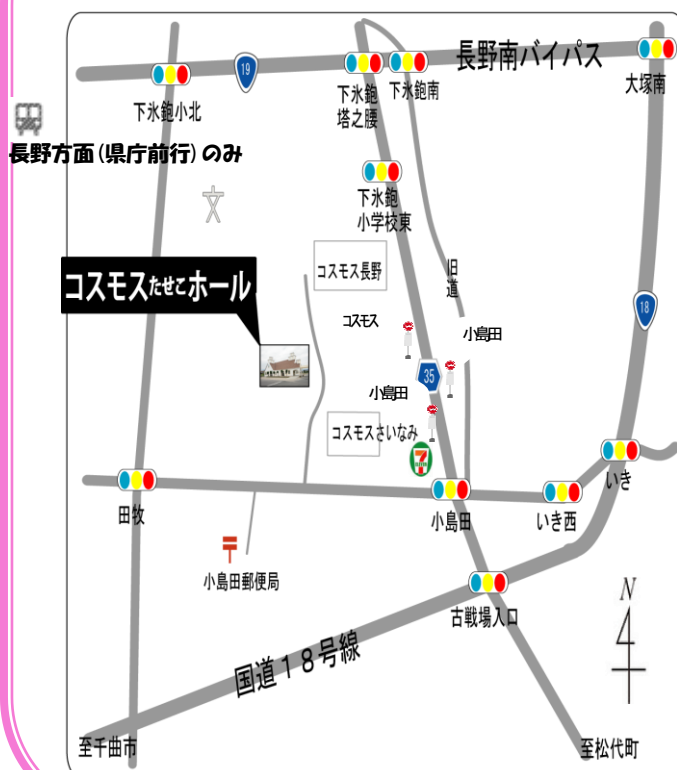 19
長野南バイパス
大塚南
下氷鉋小北
下氷鉋
塔之腰
下氷鉋南
長野方面(県庁前行)のみ
下氷鉋
小学校東
文
コスモス長野
旧道
コスモスたせこホール
18
コスモス
小島田
35
小島田
コスモスさいなみ
7
いき
田牧
小島田
いき西
小島田郵便局
古戦場入口
N
国道18号線
至千曲市
至松代町